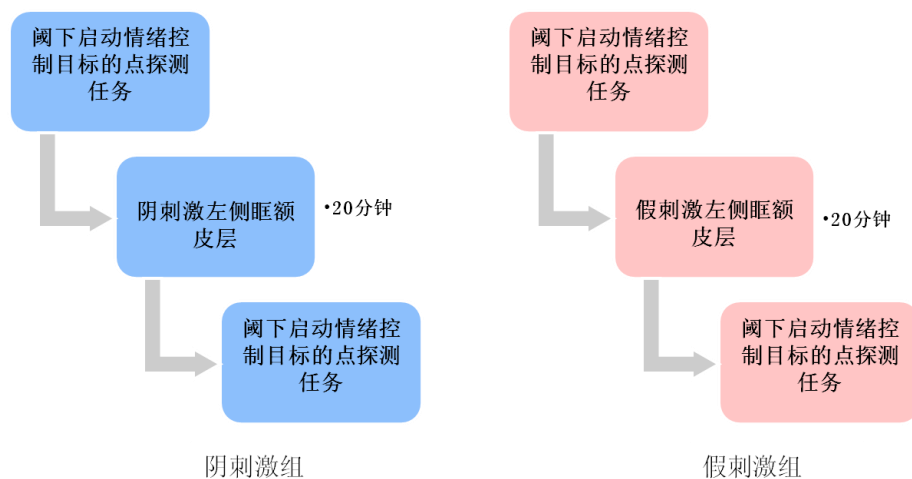 阈下启动情绪控
制目标的点探测
任务
阴刺激左侧眶额
皮层
•20分钟
阈下启动情绪控
制目标的点探测
任务
阴刺激组
阈下启动情绪控
制目标的点探测
任务
假刺激左侧眶额
皮层
•20分钟
阈下启动情绪控
制目标的点探测
任务
假刺激组